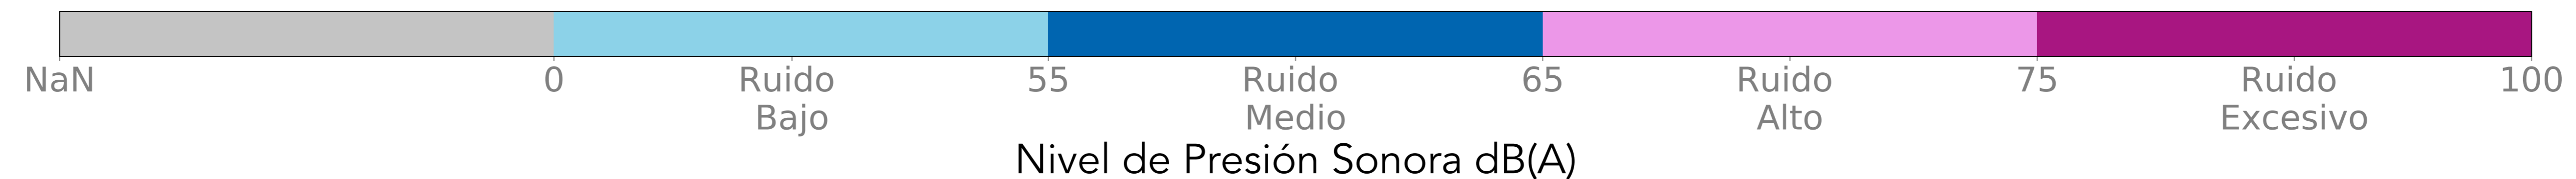 NaN 0 Ruido 55 Ruido 65 Ruido 75 Ruido 100
Bajo Medio Alto Excesivo
Nivel de Presión Sonora dB(A)